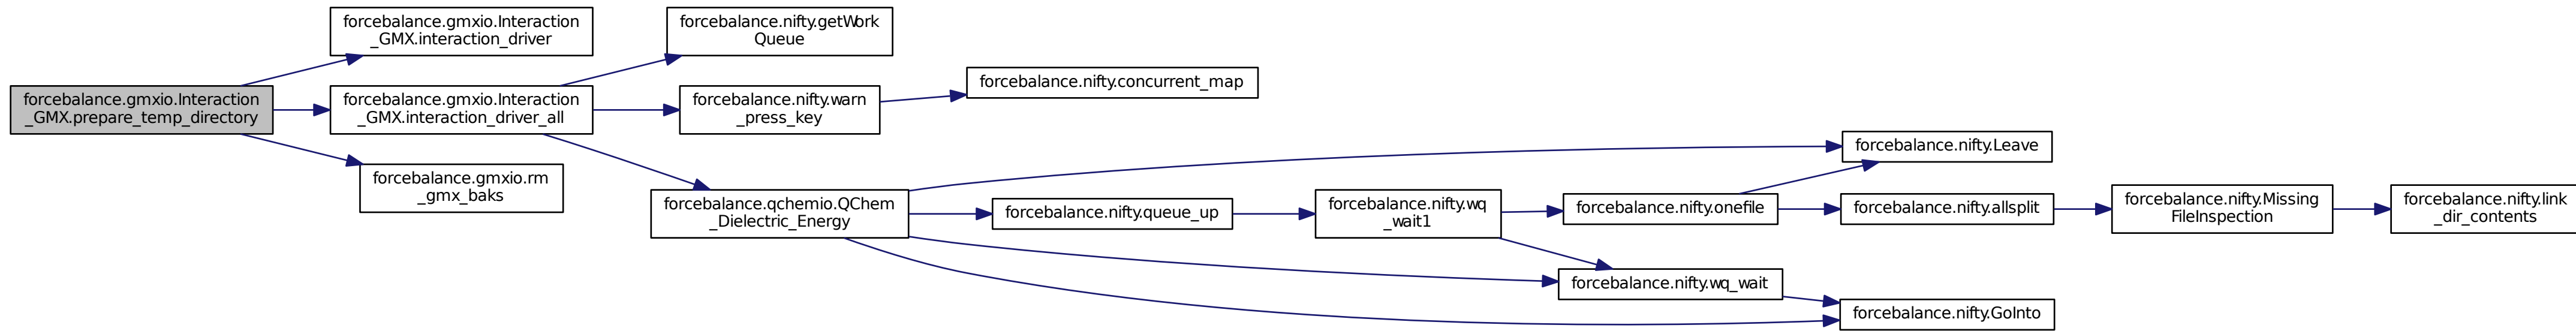 forcebalance.gmxio.Interaction
_GMX.prepare_temp_directory
forcebalance.gmxio.Interaction
_GMX.interaction_driver
forcebalance.gmxio.Interaction
_GMX.interaction_driver_all
forcebalance.gmxio.rm
_gmx_baks
forcebalance.nifty.getWork
Queue
forcebalance.nifty.warn
_press_key
forcebalance.qchemio.QChem
_Dielectric_Energy
forcebalance.nifty.concurrent_map
forcebalance.nifty.queue_up
forcebalance.nifty.wq
_wait1
forcebalance.nifty.onefile
forcebalance.nifty.wq_wait
forcebalance.nifty.Leave
forcebalance.nifty.allsplit
forcebalance.nifty.GoInto
forcebalance.nifty.Missing
FileInspection
forcebalance.nifty.link
_dir_contents